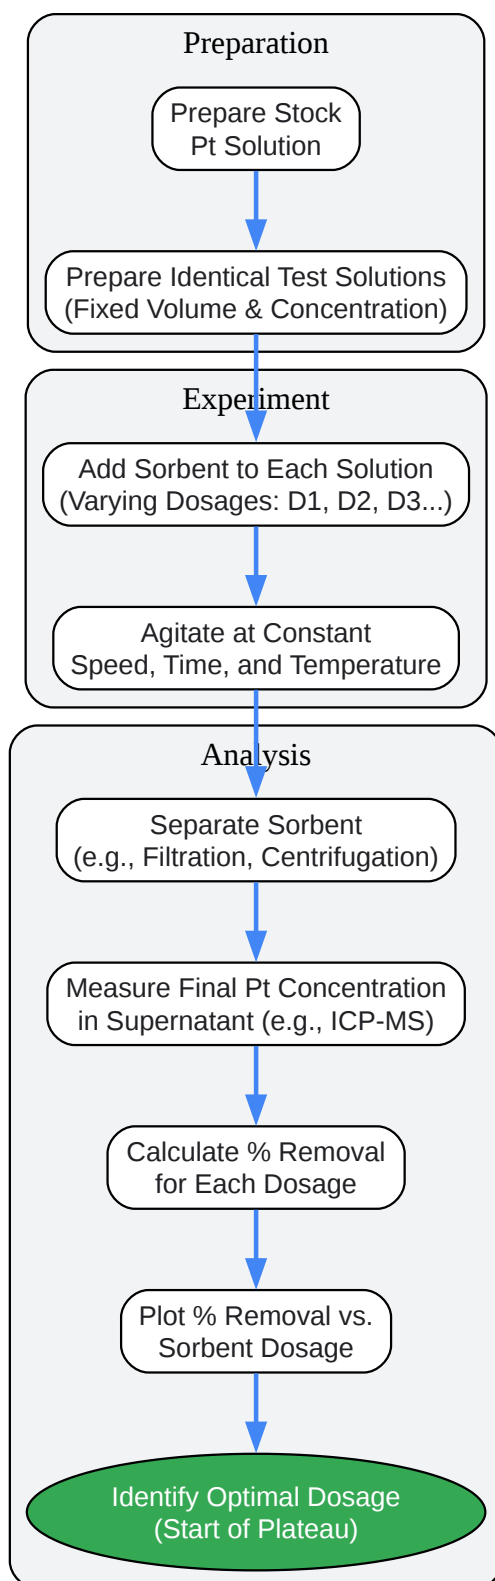 Preparation
Prepare Stock
Pt Solution
Prepare Identical Test Solutions
(Fixed Volume & Concentration)
Experiment
Add Sorbent to Each Solution
(Varying Dosages: D1, D2, D3...)
Agitate at Constant
Speed, Time, and Temperature
Analysis
Separate Sorbent
(e.g., Filtration, Centrifugation)
Measure Final Pt Concentration
in Supernatant (e.g., ICP-MS)
Calculate % Removal
for Each Dosage
Plot % Removal vs.
Sorbent Dosage
Identify Optimal Dosage
(Start of Plateau)